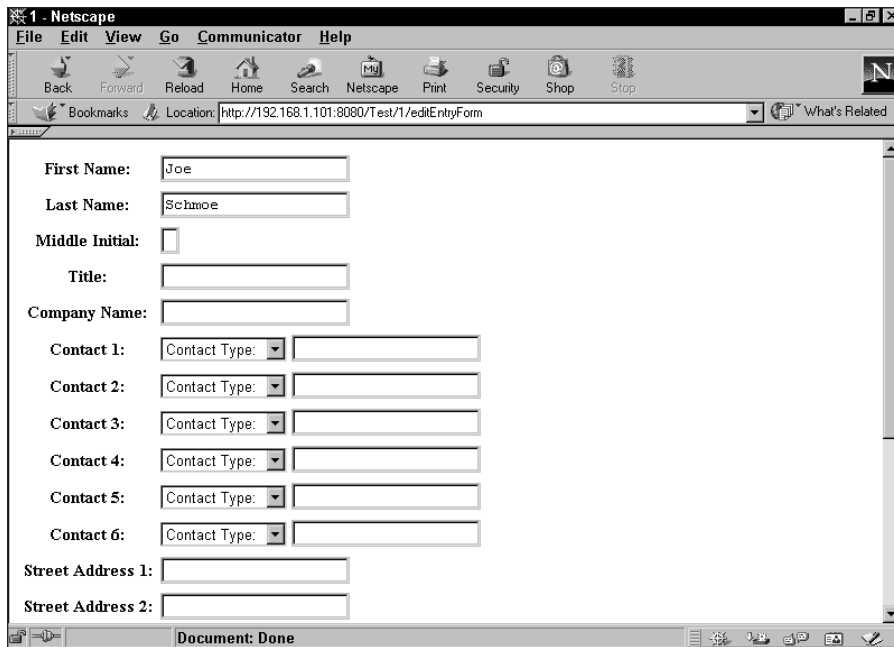 1 - Netscape
File Edit View Go Communicator Help
My
Back Forward Reload Home Search Netscape Print Security Shop Stop
N
Bookmarks Location: http://192.168.1.101:8080/Test/1/editEntryForm What's Related
First Name: Joe
Last Name: Schmoe
Middle Initial:
Title:
Company Name:
Contact 1: Contact Type:
Contact 2: Contact Type:
Contact 3: Contact Type:
Contact 4: Contact Type:
Contact 5: Contact Type:
Contact 6: Contact Type:
Street Address 1:
Street Address 2:
Document: Done